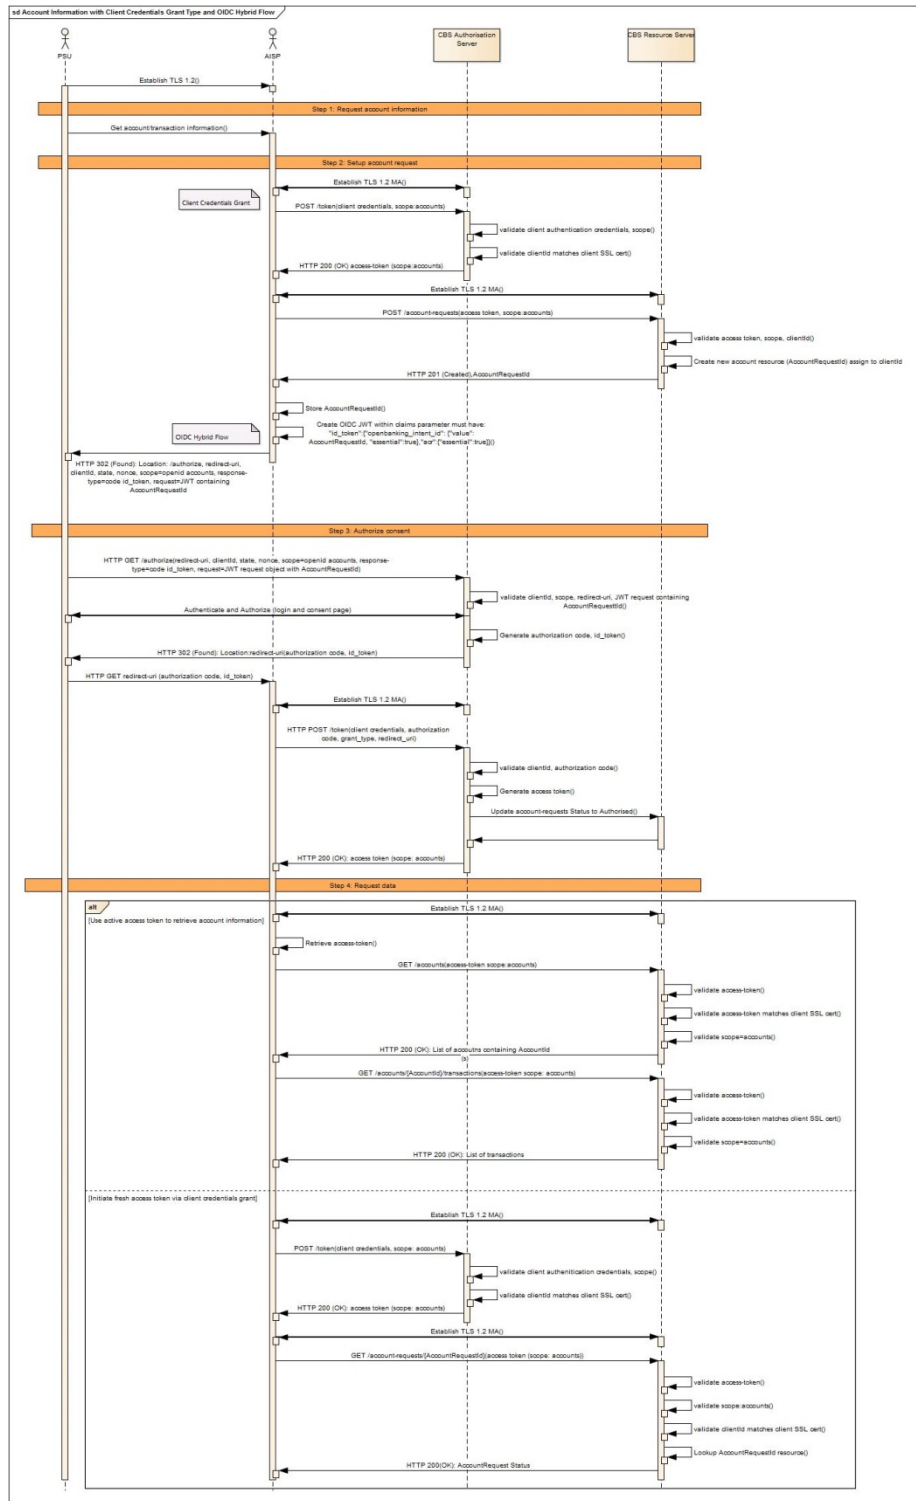 sd Account Information with Client Credentials Grant Type and OIDC Hybrid Flow
PSU
AISP
CBS Authorisation
Server
CBS Resource Server
Establish TLS 1.2()
Step 1: Request account information
Get account/transaction information()
Step 2: Setup account request
Establish TLS 1.2 MA()
Client Credentials Grant
POST /token(client credentials, scope:accounts)
validate client authentication credentials, scope()
validate clientId matches client SSL cert()
HTTP 200 (OK) access-token (scope:accounts)
Establish TLS 1.2 MA()
POST /account-requests(access token, scope:accounts)
validate access token, scope, clientId()
Create new account resource (AccountRequestId) assign to clientId
HTTP 201 (Created),AccountRequestId
Store AccountRequestId()
OIDC Hybrid Flow
Create OIDC JWT within claims parameter must have:
"id_token":{"openbanking_intent_id": {"value":
AccountRequestId, "essential":true},"acr":{"essential":true}}()
HTTP 302 (Found): Location: /authorize, redirect-uri,
clientId, state, nonce, scope=openid accounts, response-
type=code id_token, request=JWT containing
AccountRequestId
Step 3: Authorize consent
HTTP GET /authorize(redirect-uri, clientId, state, nonce, scope=openid accounts, response-
type=code id_token, request=JWT request object with AccountRequestId)
validate clientId, scope, redirect-uri, JWT request containing
AccountRequestId()
Authenticate and Authorize (login and consent page)
Generate authorization code, id_token()
HTTP 302 (Found): Location:redirect-uri(authorization code, id_token)
HTTP GET redirect-uri (authorization code, id_token)
Establish TLS 1.2 MA()
HTTP POST /token(client credentials, authorization
code, grant_type, redirect_uri)
validate clientId, authorization code()
Generate access token()
Update account-requests Status to Authorised()
HTTP 200 (OK): access token (scope: accounts)
Step 4: Request data
alt
[Use active access token to retrieve account information]
Establish TLS 1.2 MA()
Retrieve access-token()
GET /accounts(access-token scope:accounts)
validate access-token()
validate access-token matches client SSL cert()
validate scope=accounts()
HTTP 200 (OK): List of accoutns containing AccountId
(s)
GET /accounts/{AccountId}/transactions(access-token scope: accounts)
validate access-token()
validate access-token matches client SSL cert()
validate scope=accounts()
HTTP 200 (OK): List of transactions
[Initiate fresh access token via client credentials grant]
Establish TLS 1.2 MA()
POST /token(client credentials, scope: accounts)
validate client authenitication credentials, scope()
validate clientId matches client SSL cert()
HTTP 200 (OK): access token (scope: accounts)
Establish TLS 1.2 MA()
GET /account-requests/{AccountRequestId}(access token (scope: accounts))
validate access-token()
validate scope:accounts()
validate clientId matches client SSL cert()
Lookup AccountRequestId resource()
HTTP 200(OK): AccountRequest Status